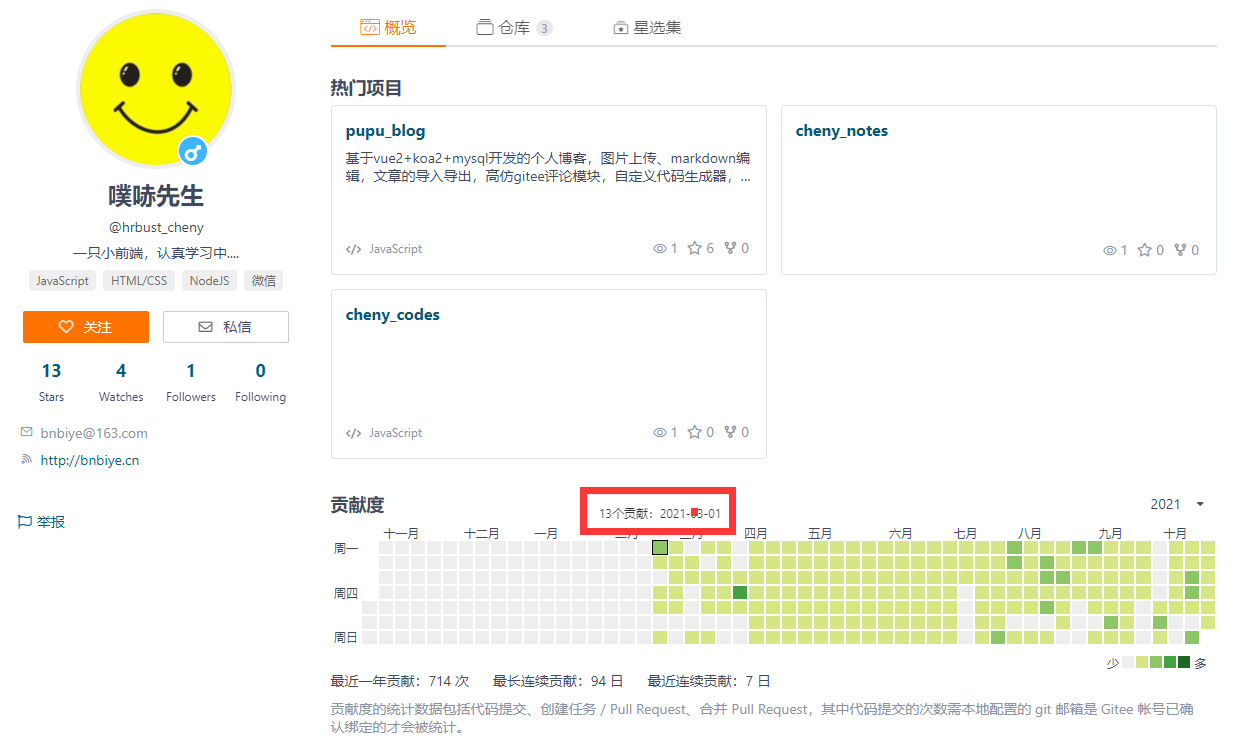 概览 仓库 3 星选集
噗哧先生
@hrbust_cheny
一只小前端，认真学习中....
JavaScript HTML/CSS NodeJS 微信
关注 私信
13 4 1 0
Stars Watches Followers Following
bnbiye@163.com
http://bnbiye.cn
举报
热门项目
pupu_blog
基于vue2+koa2+mysql开发的个人博客，图片上传、markdown编
辑，文章的导入导出，高仿gitee评论模块，自定义代码生成器，...
JavaScript 1 6 0
cheny_notes
1 0 0
cheny_codes
JavaScript 1 0 0
贡献度 2021
13个贡献：2021-03-01
十一月 十二月 一月 二月 三月 四月 五月 六月 七月 八月 九月 十月
周一
周四
周日
少 多
最近一年贡献：714 次 最长连续贡献：94 日 最近连续贡献：7 日
贡献度的统计数据包括代码提交、创建任务 / Pull Request、合并 Pull Request，其中代码提交的次数需本地配置的 git 邮箱是 Gitee 帐号已确
认绑定的才会被统计。